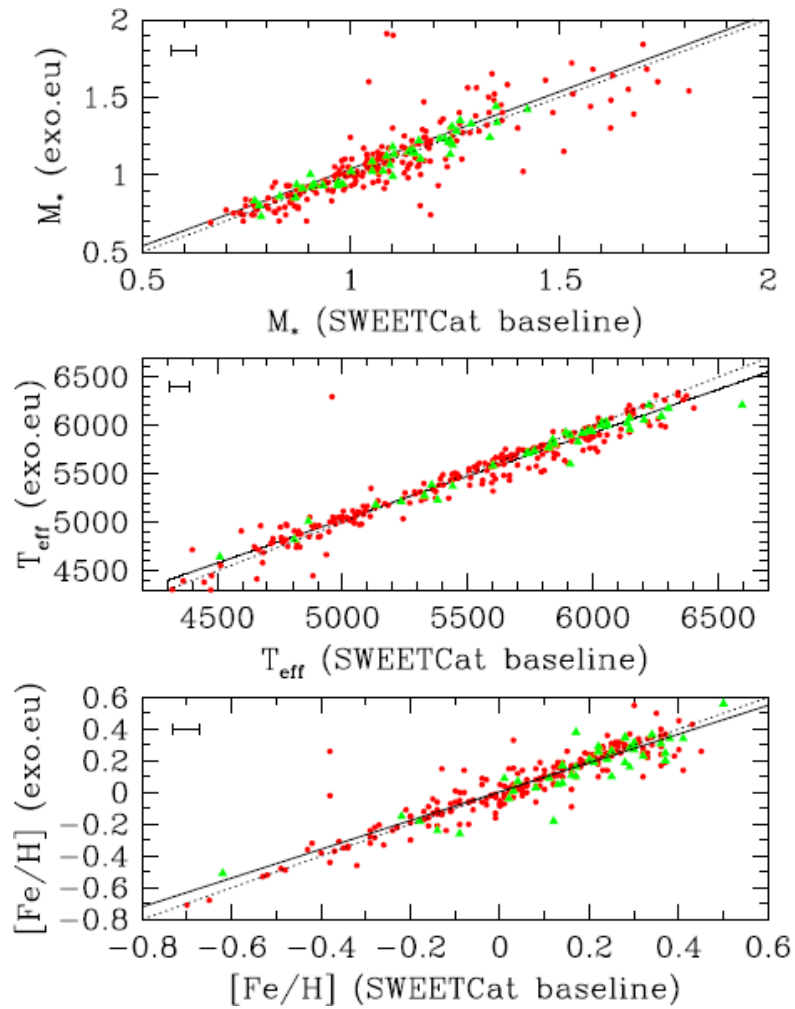 2
1.5
1
0.5
M* (exo.eu)
0.5 1 1.5 2
M* (SWEETCat baseline)
6500
6000
5500
5000
4500
Teff (exo.eu)
4500 5000 5500 6000 6500
Teff (SWEETCat baseline)
0.6
0.4
0.2
0
−0.2
−0.4
−0.6
−0.8
[Fe/H] (exo.eu)
−0.8 −0.6 −0.4 −0.2 0 0.2 0.4 0.6
[Fe/H] (SWEETCat baseline)